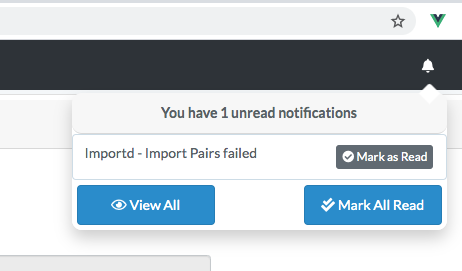 You have 1 unread notifications
Importd - Import Pairs failed
Mark as Read
View All
Mark All Read